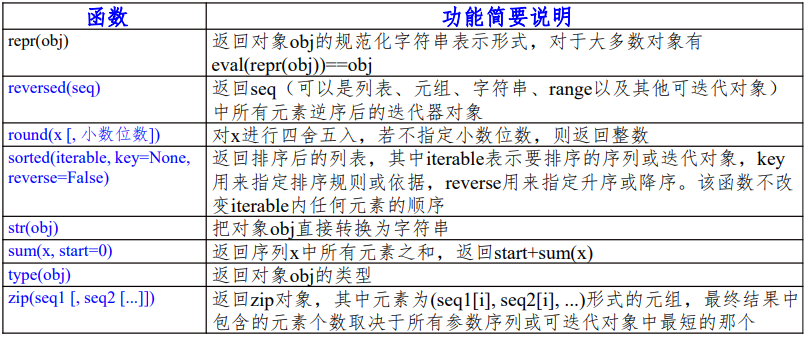 函数 功能简要说明
repr(obj) 返回对象obj的规范化字符串表示形式，对于大多数对象有
eval(repr(obj))==obj
reversed(seq) 返回seq（可以是列表、元组、字符串、range以及其他可迭代对象）
中所有元素逆序后的迭代器对象
round(x [, 小数位数]) 对x进行四舍五入，若不指定小数位数，则返回整数
sorted(iterable, key=None, 返回排序后的列表，其中iterable表示要排序的序列或迭代对象，key
reverse=False) 用来指定排序规则或依据，reverse用来指定升序或降序。该函数不改
变iterable内任何元素的顺序
str(obj) 把对象obj直接转换为字符串
sum(x, start=0) 返回序列x中所有元素之和，返回start+sum(x)
type(obj) 返回对象obj的类型
zip(seq1 [, seq2 [...]]) 返回zip对象，其中元素为(seq1[i], seq2[i], ...)形式的元组，最终结果中
包含的元素个数取决于所有参数序列或可迭代对象中最短的那个